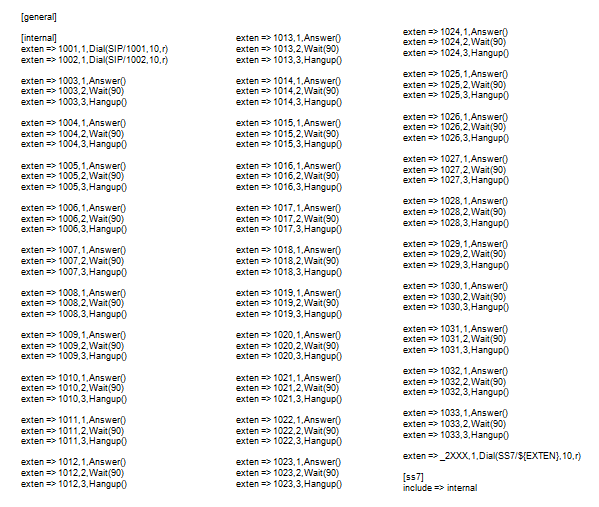 [general]
[internal]
exten => 1001,1,Dial(SIP/1001,10,r)
exten => 1002,1,Dial(SIP/1002,10,r)
exten => 1003,1,Answer()
exten => 1003,2,Wait(90)
exten => 1003,3,Hangup()
exten => 1004,1,Answer()
exten => 1004,2,Wait(90)
exten => 1004,3,Hangup()
exten => 1005,1,Answer()
exten => 1005,2,Wait(90)
exten => 1005,3,Hangup()
exten => 1006,1,Answer()
exten => 1006,2,Wait(90)
exten => 1006,3,Hangup()
exten => 1007,1,Answer()
exten => 1007,2,Wait(90)
exten => 1007,3,Hangup()
exten => 1008,1,Answer()
exten => 1008,2,Wait(90)
exten => 1008,3,Hangup()
exten => 1009,1,Answer()
exten => 1009,2,Wait(90)
exten => 1009,3,Hangup()
exten => 1010,1,Answer()
exten => 1010,2,Wait(90)
exten => 1010,3,Hangup()
exten => 1011,1,Answer()
exten => 1011,2,Wait(90)
exten => 1011,3,Hangup()
exten => 1012,1,Answer()
exten => 1012,2,Wait(90)
exten => 1012,3,Hangup()
exten => 1013,1,Answer()
exten => 1013,2,Wait(90)
exten => 1013,3,Hangup()
exten => 1014,1,Answer()
exten => 1014,2,Wait(90)
exten => 1014,3,Hangup()
exten => 1015,1,Answer()
exten => 1015,2,Wait(90)
exten => 1015,3,Hangup()
exten => 1016,1,Answer()
exten => 1016,2,Wait(90)
exten => 1016,3,Hangup()
exten => 1017,1,Answer()
exten => 1017,2,Wait(90)
exten => 1017,3,Hangup()
exten => 1018,1,Answer()
exten => 1018,2,Wait(90)
exten => 1018,3,Hangup()
exten => 1019,1,Answer()
exten => 1019,2,Wait(90)
exten => 1019,3,Hangup()
exten => 1020,1,Answer()
exten => 1020,2,Wait(90)
exten => 1020,3,Hangup()
exten => 1021,1,Answer()
exten => 1021,2,Wait(90)
exten => 1021,3,Hangup()
exten => 1022,1,Answer()
exten => 1022,2,Wait(90)
exten => 1022,3,Hangup()
exten => 1023,1,Answer()
exten => 1023,2,Wait(90)
exten => 1023,3,Hangup()
exten => 1024,1,Answer()
exten => 1024,2,Wait(90)
exten => 1024,3,Hangup()
exten => 1025,1,Answer()
exten => 1025,2,Wait(90)
exten => 1025,3,Hangup()
exten => 1026,1,Answer()
exten => 1026,2,Wait(90)
exten => 1026,3,Hangup()
exten => 1027,1,Answer()
exten => 1027,2,Wait(90)
exten => 1027,3,Hangup()
exten => 1028,1,Answer()
exten => 1028,2,Wait(90)
exten => 1028,3,Hangup()
exten => 1029,1,Answer()
exten => 1029,2,Wait(90)
exten => 1029,3,Hangup()
exten => 1030,1,Answer()
exten => 1030,2,Wait(90)
exten => 1030,3,Hangup()
exten => 1031,1,Answer()
exten => 1031,2,Wait(90)
exten => 1031,3,Hangup()
exten => 1032,1,Answer()
exten => 1032,2,Wait(90)
exten => 1032,3,Hangup()
exten => 1033,1,Answer()
exten => 1033,2,Wait(90)
exten => 1033,3,Hangup()
exten => _2XXX,1,Dial(SS7/${EXTEN},10,r)
[ss7]
include => internal